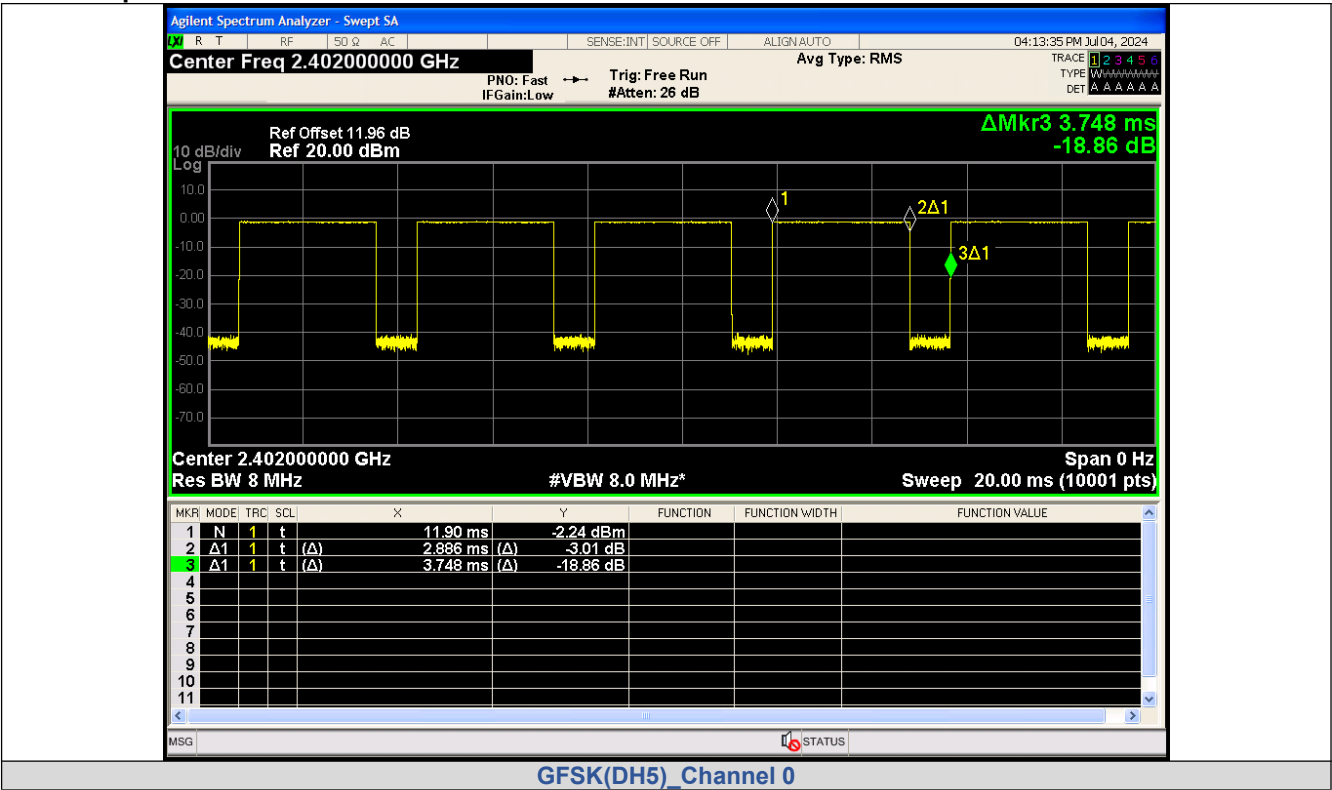 Agilent Spectrum Analyzer - Swept SA
LXI R T RF 50 Ω AC SENSE:INT SOURCE OFF ALIGN AUTO 04:13:35 PM Jul 04, 2024
Center Freq 2.402000000 GHz Avg Type: RMS TRACE 1 2 3 4 5 6
PNO: Fast Trig: Free Run TYPE WWWWWW
IFGain:Low #Atten: 26 dB DET A A A A A A
ΔMkr3 3.748 ms
Ref Offset 11.96 dB
10 dB/div Ref 20.00 dBm -18.86 dB
Log
10.0
0.00
-10.0
-20.0
-30.0
-40.0
-50.0
-60.0
-70.0
1
2Δ1
3Δ1
Center 2.402000000 GHz Span 0 Hz
Res BW 8 MHz #VBW 8.0 MHz* Sweep 20.00 ms (10001 pts)
MKR MODE TRC SCL X Y FUNCTION FUNCTION WIDTH FUNCTION VALUE
1 N 1 t 11.90 ms -2.24 dBm
2 Δ1 1 t (Δ) 2.886 ms (Δ) -3.01 dB
3 Δ1 1 t (Δ) 3.748 ms (Δ) -18.86 dB
4
5
6
7
8
9
10
11
MSG STATUS
GFSK(DH5)_Channel 0